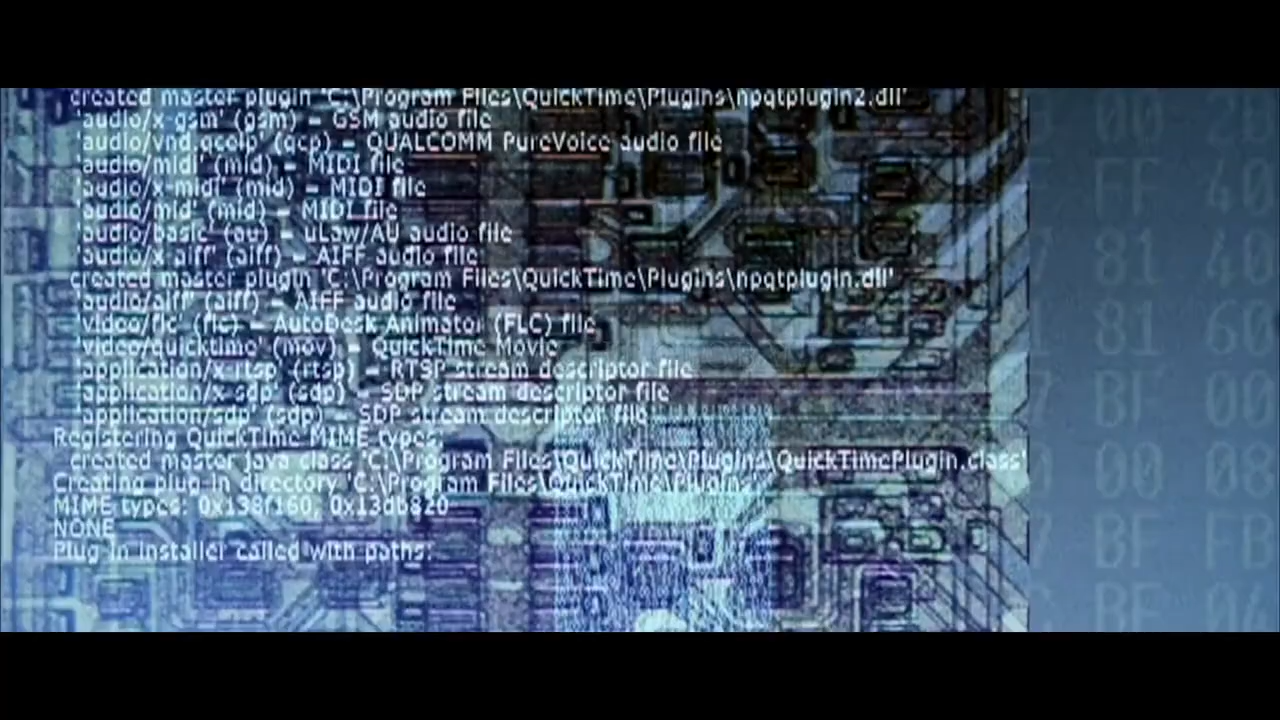 created master plugin 'C:\Program Files\QuickTime\Plugins\npqtplugin2.dll'
'audio/x-gsm' (gsm) - GSM audio file
'audio/vnd.qcelp' (qcp) - QUALCOMM PureVoice audio file
'audio/midi' (mid) - MIDI file
'audio/x-midi' (mid) - MIDI file
'audio/mid' (mid) - MIDI file
'audio/basic' (au) - uLaw/AU audio file
'audio/x-aiff' (aiff) - AIFF audio file
created master plugin 'C:\Program Files\QuickTime\Plugins\npqtplugin.dll'
'audio/aiff' (aiff) - AIFF audio file
'video/flc' (flc) - AutoDesk Animator (FLC) file
'video/quicktime' (mov) - QuickTime Movie
'application/x-rtsp' (rtsp) - RTSP stream descriptor file
'application/x-sdp' (sdp) - SDP stream descriptor file
'application/sdp' (sdp) - SDP stream descriptor file
Registering QuickTime MIME types:
created master java class 'C:\Program Files\QuickTime\Plugins\QuickTimePlugin.class'
Creating plug-in directory 'C:\Program Files\QuickTime\Plugins'
MIME types: 0x138f160, 0x13db820
NONE
Plug-in installer called with paths:
00 2B
FF 40
81 40
81 60
BF 00
00 08
BF FB
BF 04